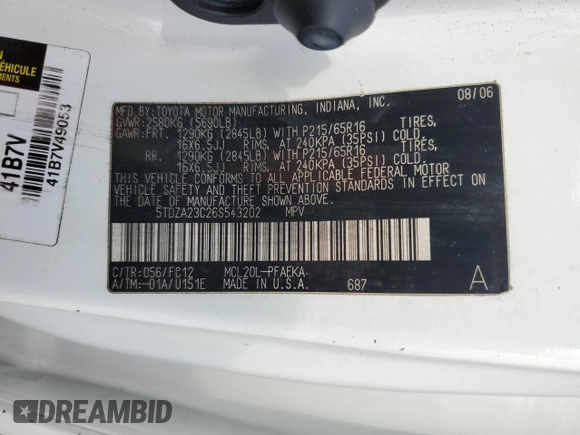 N
ÉHICULE
EMENTS
41B7V
41B7V49053
MFD.BY:TOYOTA MOTOR MANUFACTURING, INDIANA, INC. 08/06
GVWR:2580KG (5690LB)
GAWR:FRT. 1290KG (2845LB) WITH P215/65R16 TIRES,
16X6.5JJ RIMS, AT 240KPA (35PSI) COLD.
RR. 1290KG (2845LB) WITH P215/65R16 TIRES,
16X6.5JJ RIMS, AT 240KPA (35PSI) COLD.
THIS VEHICLE CONFORMS TO ALL APPLICABLE FEDERAL MOTOR
VEHICLE SAFETY AND THEFT PREVENTION STANDARDS IN EFFECT ON
THE DATE OF MANUFACTURE SHOWN ABOVE.
5TDZA23C26S543202 MPV
C/TR:056/FC12 MCL20L-PFAEKA
A/TM:-01A/U151E MADE IN U.S.A. 687 A
DREAMBID
DREAMBID.COM